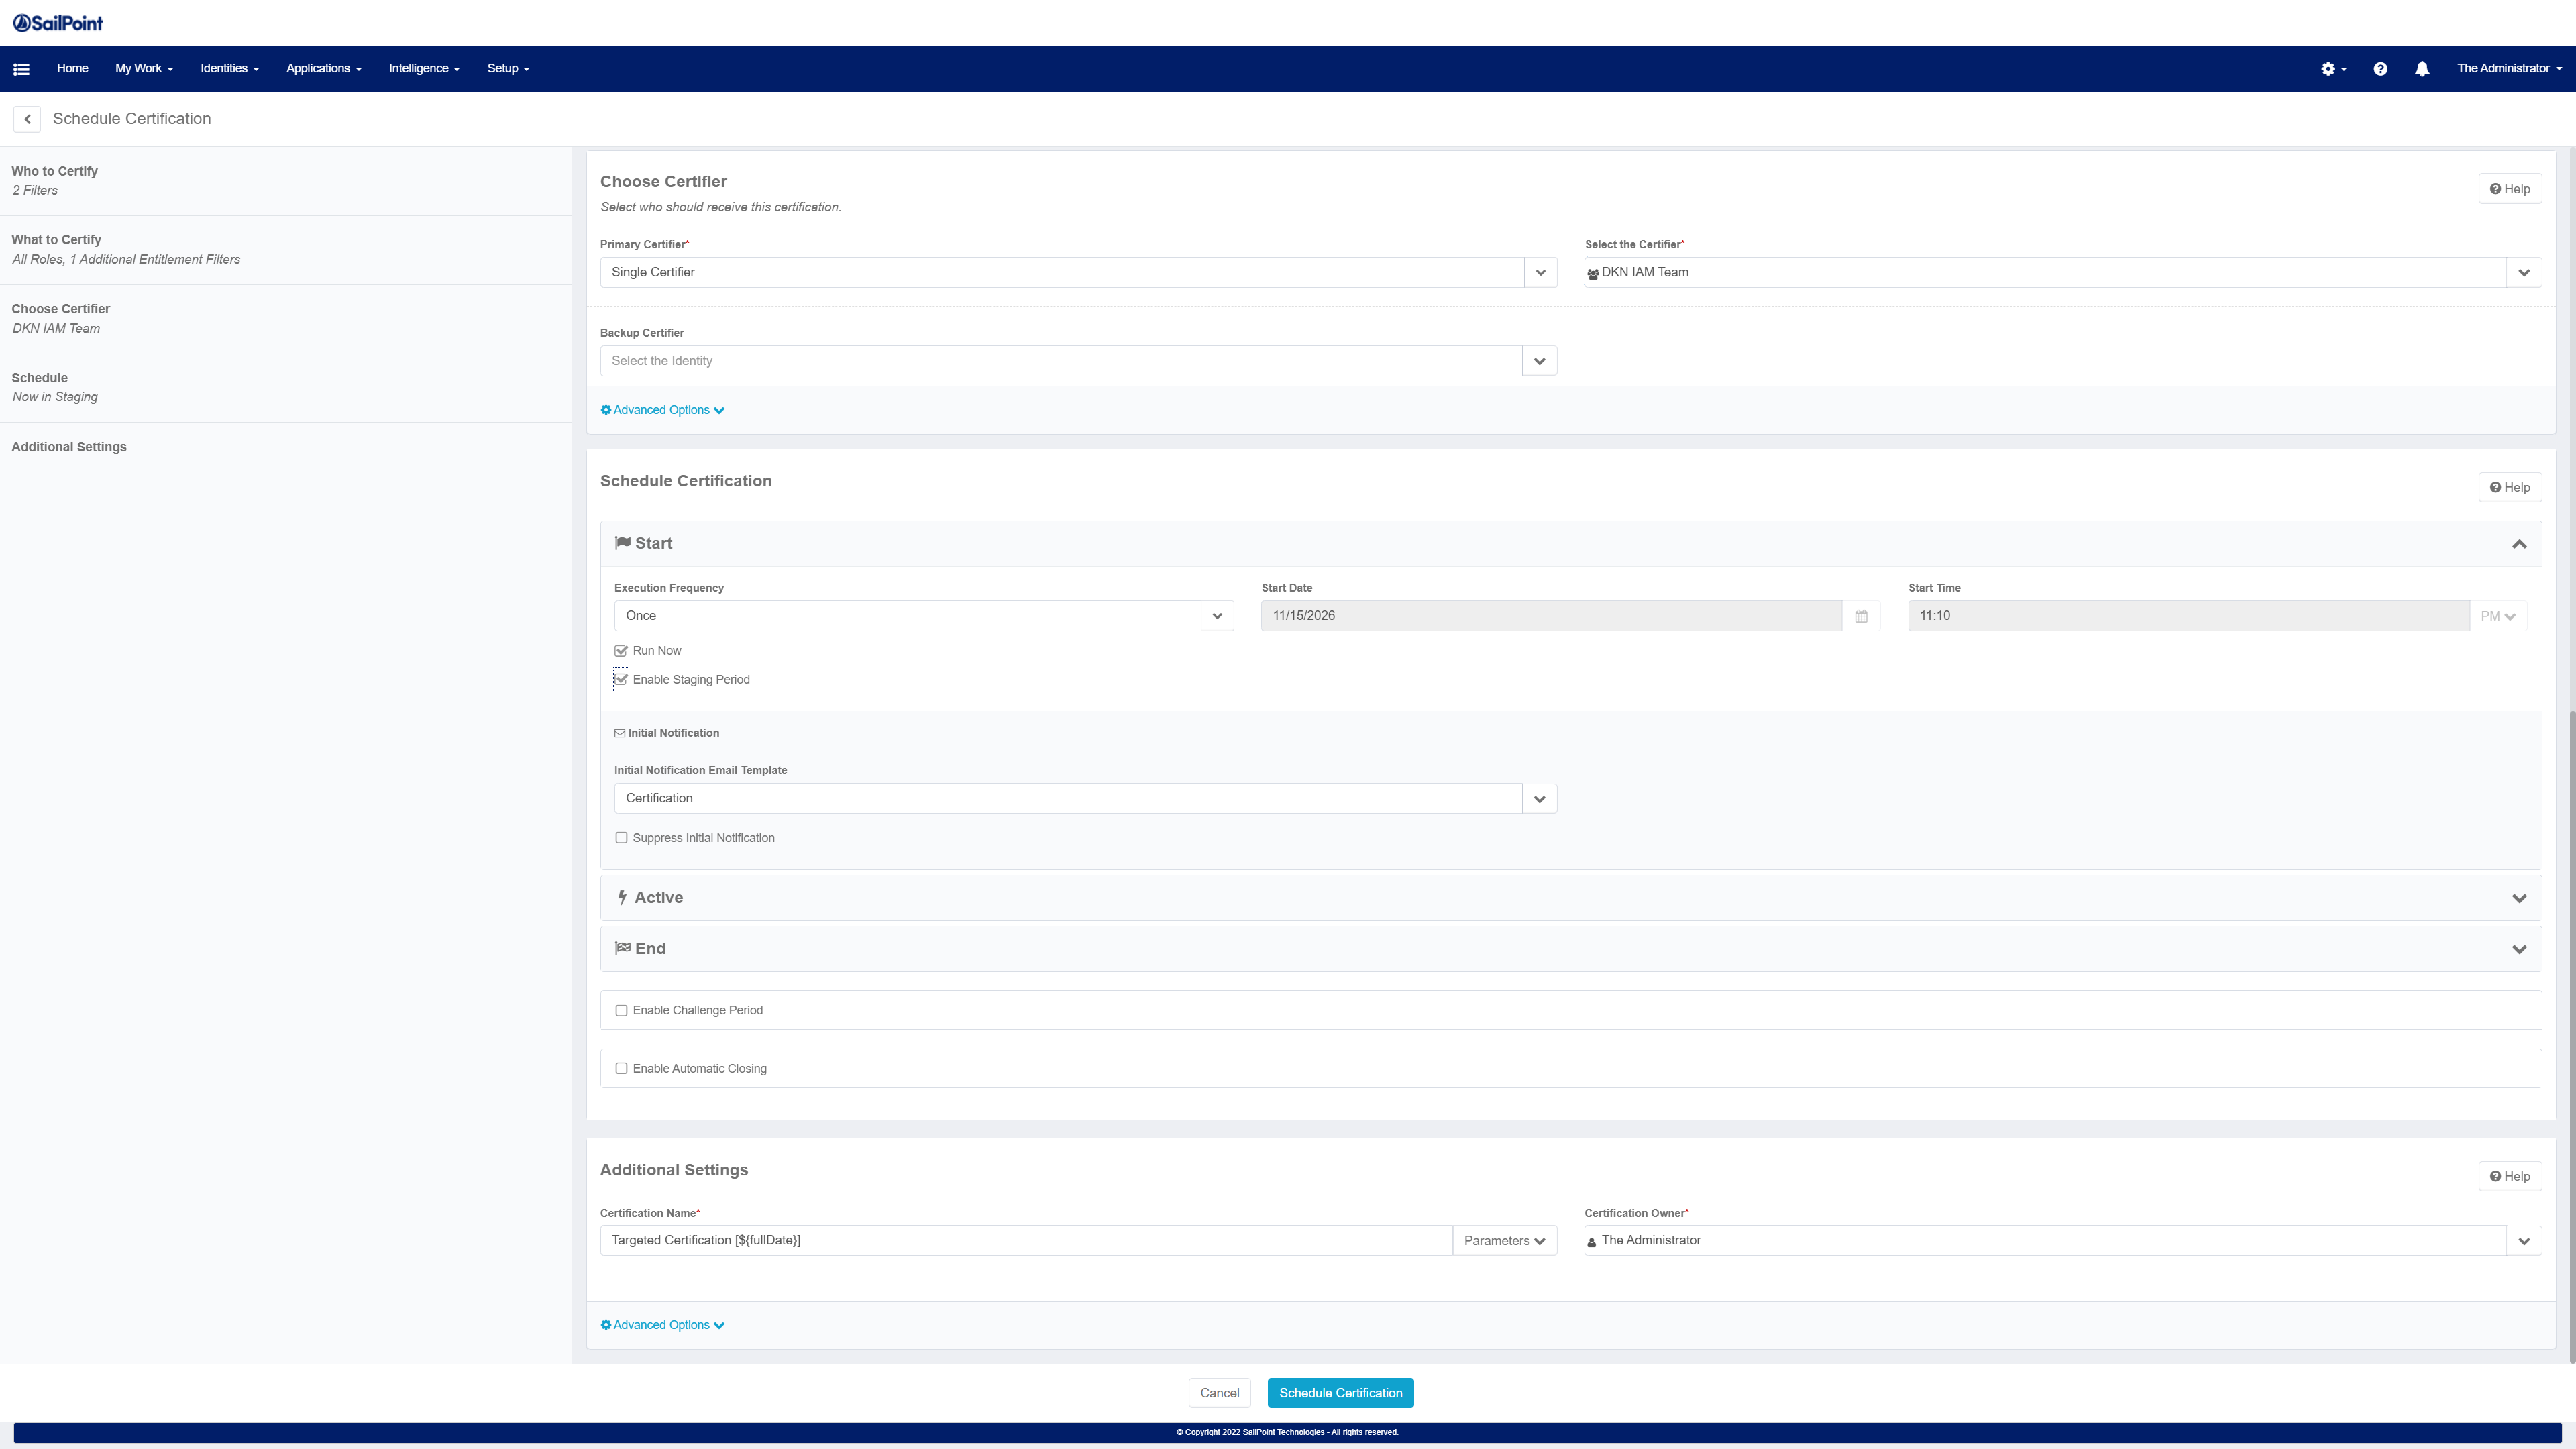 SailPoint
Home
My Work
Identities
Applications
Intelligence
Setup
The Administrator
Schedule Certification
Who to Certify
2 Filters
What to Certify
All Roles, 1 Additional Entitlement Filters
Choose Certifier
DKN IAM Team
Schedule
Now in Staging
Additional Settings
Choose Certifier
Help
Select who should receive this certification.
Primary Certifier*
Select the Certifier*
Single Certifier
DKN IAM Team
Backup Certifier
Select the Identity
Advanced Options
Schedule Certification
Help
Start
Execution Frequency
Start Date
Start Time
Once
11/15/2026
11:10
PM
Run Now
Enable Staging Period
Initial Notification
Initial Notification Email Template
Certification
Suppress Initial Notification
Active
End
Enable Challenge Period
Enable Automatic Closing
Additional Settings
Help
Certification Name*
Certification Owner*
Targeted Certification [${fullDate}]
Parameters
The Administrator
Advanced Options
Cancel
Schedule Certification
© Copyright 2022 SailPoint Technologies - All rights reserved.